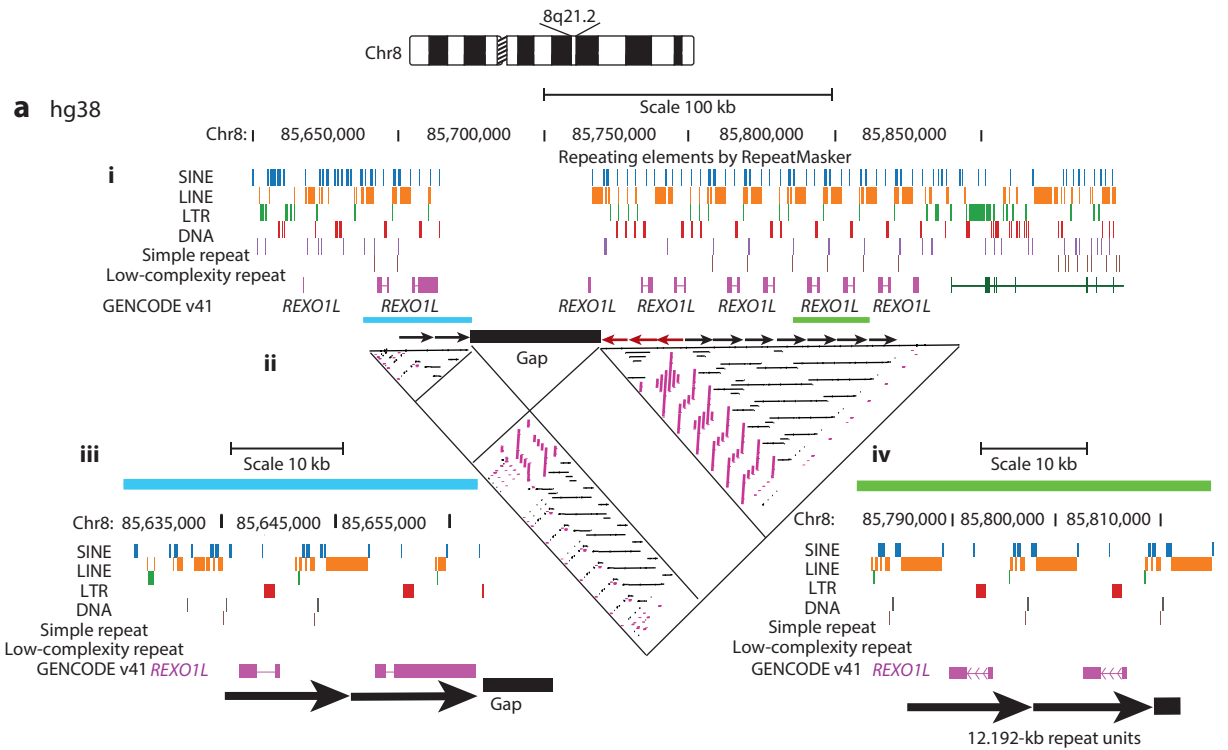 8q21.2
Chr8
a hg38
Scale 100 kb
Chr8: 85,650,000 85,700,000 85,750,000 85,800,000 85,850,000
Repeating elements by RepeatMasker
i
SINE
LINE
LTR
DNA
Simple repeat
Low-complexity repeat
GENCODE v41 REXO1L REXO1L REXO1L REXO1L REXO1L REXO1L REXO1L
ii
Gap
iii
Scale 10 kb
Chr8: 85,635,000 85,645,000 85,655,000
SINE
LINE
LTR
DNA
Simple repeat
Low-complexity repeat
GENCODE v41 REXO1L
Gap
iv
Scale 10 kb
Chr8: 85,790,000 85,800,000 85,810,000
SINE
LINE
LTR
DNA
Simple repeat
Low-complexity repeat
GENCODE v41 REXO1L
12.192-kb repeat units